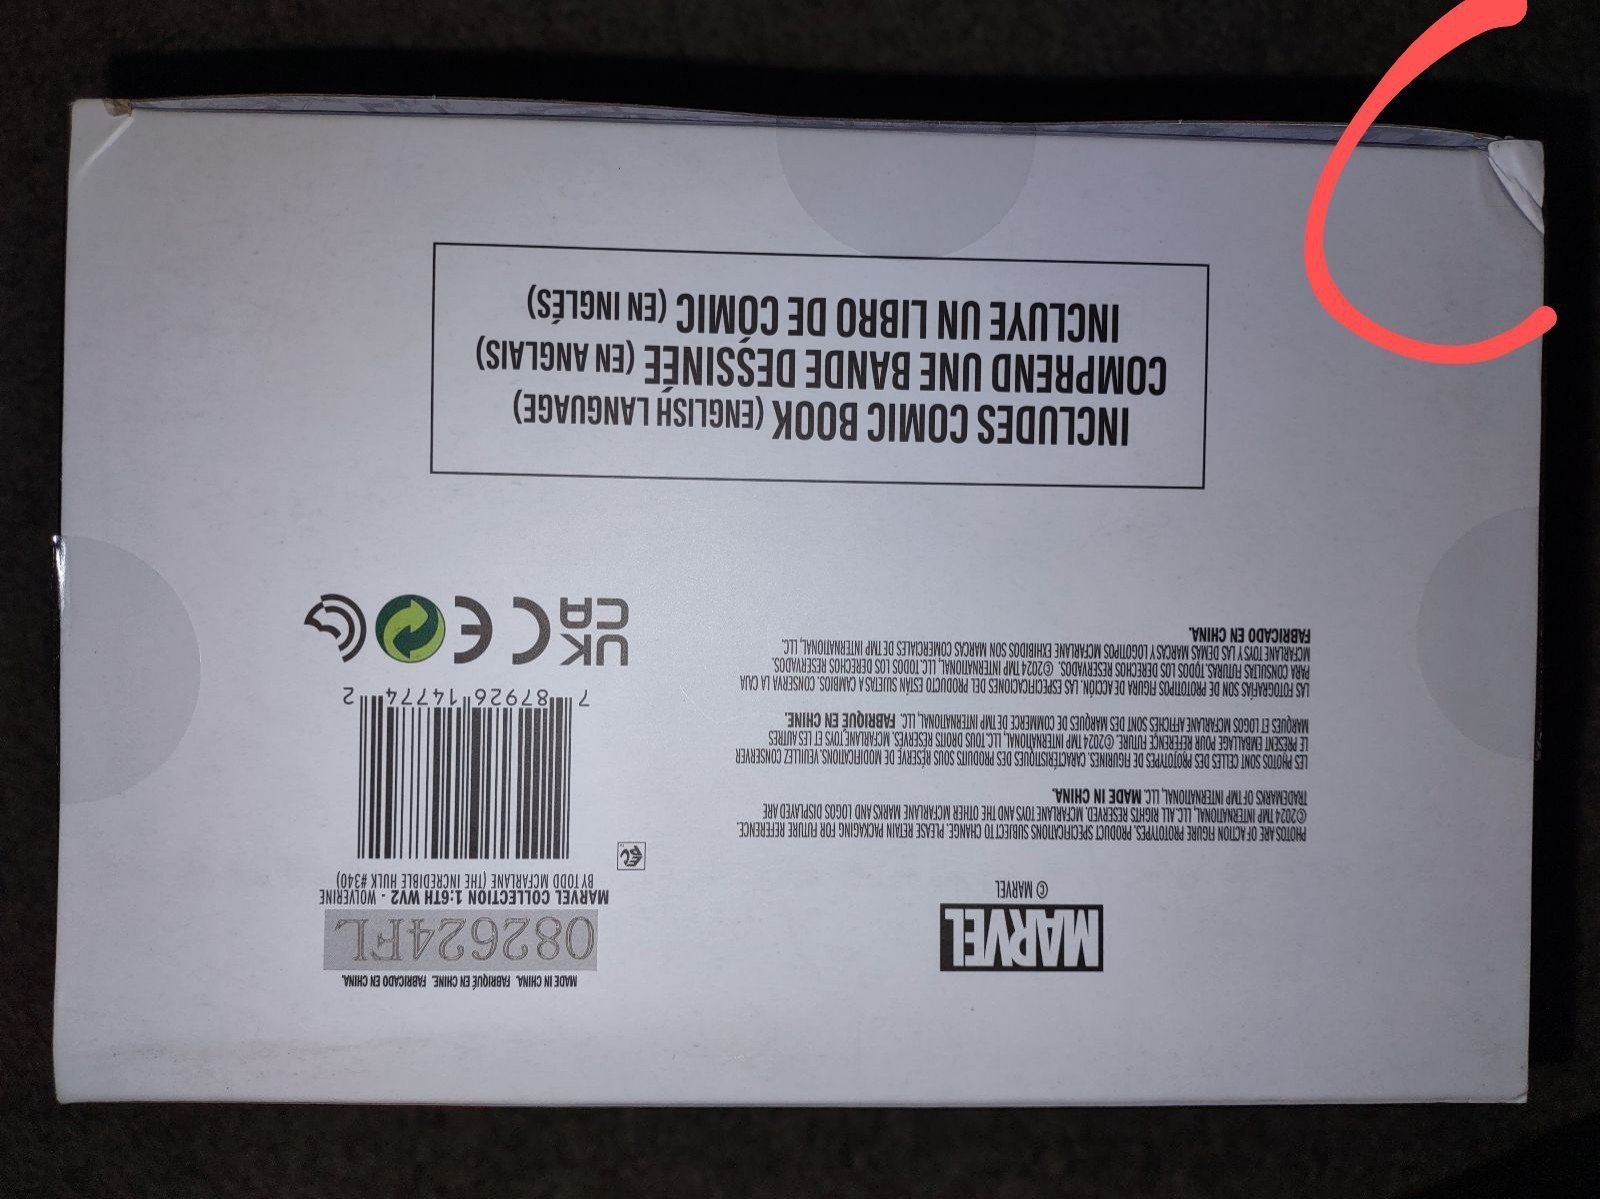 INCLUDES COMIC BOOK (ENGLISH LANGUAGE)
COMPREND UNE BANDE DESSINÉE (EN ANGLAIS)
INCLUYE UN LIBRO DE CÓMIC (EN INGLÉS)
MADE IN CHINA. FABRIQUÉ EN CHINE. FABRICADO EN CHINA.
082624FL
MARVEL COLLECTION 1:6TH WV2 - WOLVERINE
BY TODD MCFARLANE (THE INCREDIBLE HULK #340)
7 87926 14774 2
UK
CA
CE
MARVEL
© MARVEL
PHOTOS ARE OF ACTION FIGURE PROTOTYPES. PRODUCT SPECIFICATIONS SUBJECT TO CHANGE. PLEASE RETAIN PACKAGING FOR FUTURE REFERENCE.
©2024 TMP INTERNATIONAL, LLC. ALL RIGHTS RESERVED. MCFARLANE TOYS AND THE OTHER MCFARLANE MARKS AND LOGOS DISPLAYED ARE
TRADEMARKS OF TMP INTERNATIONAL, LLC. MADE IN CHINA.
LES PHOTOS SONT CELLES DES PROTOTYPES DE FIGURINES. CARACTÉRISTIQUES DES PRODUITS SOUS RÉSERVE DE MODIFICATIONS. VEUILLEZ CONSERVER
LE PRÉSENT EMBALLAGE POUR RÉFÉRENCE FUTURE. ©2024 TMP INTERNATIONAL, LLC. TOUS DROITS RÉSERVÉS. MCFARLANE TOYS ET LES AUTRES
MARQUES ET LOGOS MCFARLANE AFFICHÉS SONT DES MARQUES DE COMMERCE DE TMP INTERNATIONAL, LLC. FABRIQUÉ EN CHINE.
LAS FOTOGRAFÍAS SON DE PROTOTIPOS FIGURA DE ACCIÓN. LAS ESPECIFICACIONES DEL PRODUCTO ESTÁN SUJETAS A CAMBIOS. CONSERVA LA CAJA
PARA CONSULTAS FUTURAS. TODOS LOS DERECHOS RESERVADOS. ©2024 TMP INTERNATIONAL, LLC. TODOS LOS DERECHOS RESERVADOS.
MCFARLANE TOYS Y LAS DEMÁS MARCAS Y LOGOTIPOS MCFARLANE EXHIBIDOS SON MARCAS COMERCIALES DE TMP INTERNATIONAL, LLC.
FABRICADO EN CHINA.